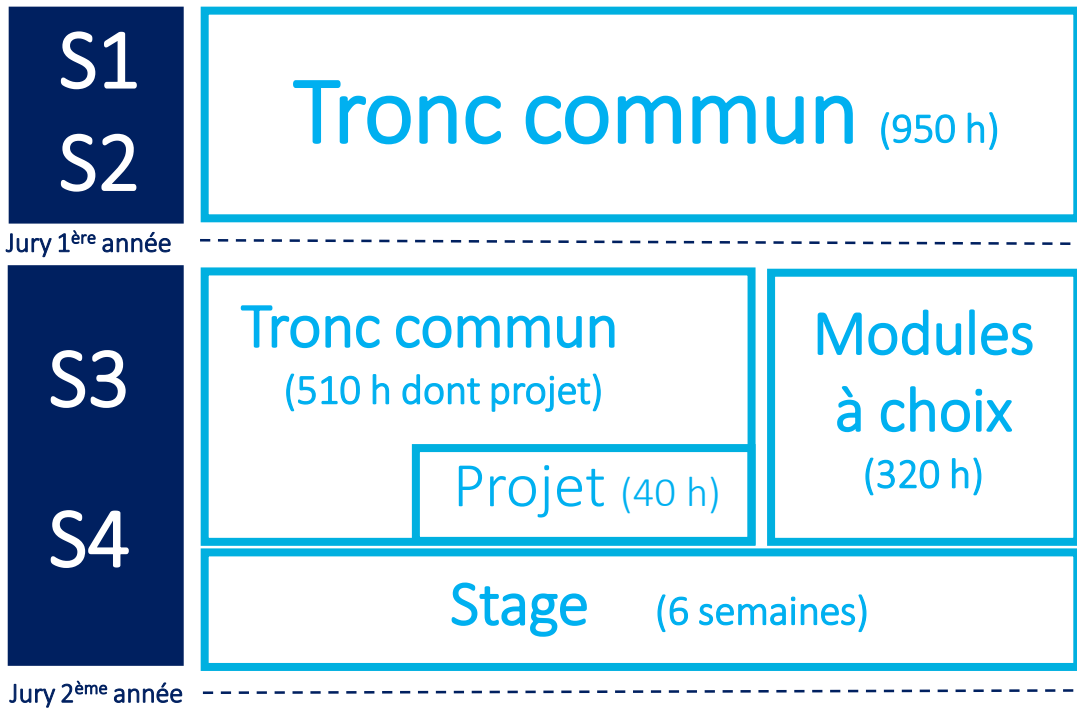 S1
S2
Tronc commun (950 h)
Jury 1ère année
S3
S4
Tronc commun
(510 h dont projet)
Projet (40 h)
Modules
à choix
(320 h)
Stage (6 semaines)
Jury 2ème année